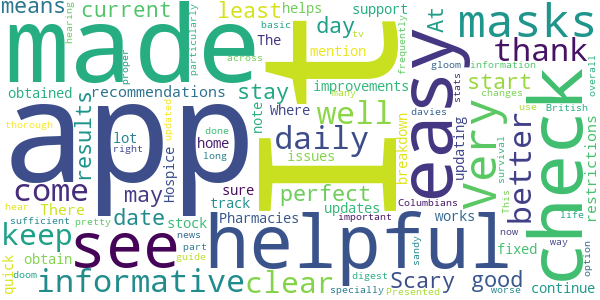 means
current
least
helps
day
support
hearing
basic
tv
particularly
frequently
At
masks
made
t
The
mention
across
proper
gloom
many
information
overall
thank
obtained
recommendations
stay
improvements
stats
changes
start
updated
note
Where
well
easy
very
use
British
app
I
check
results
thorough
lot
done
home
right
long
daily
issues
breakdown
updating
davies
better
survival
This
restrictions
come
may
Hospice
sure
track
perfect
Columbians
There
date
stock
Pharmacies
updates
important
works
now
life
hear
sufficient
pretty
news
part
keep
see
helpful
fixed
way
quick
obtain
guide
sandy
option
doom
informative
clear
digest
specially
Scary
Presented
good
worse
continue